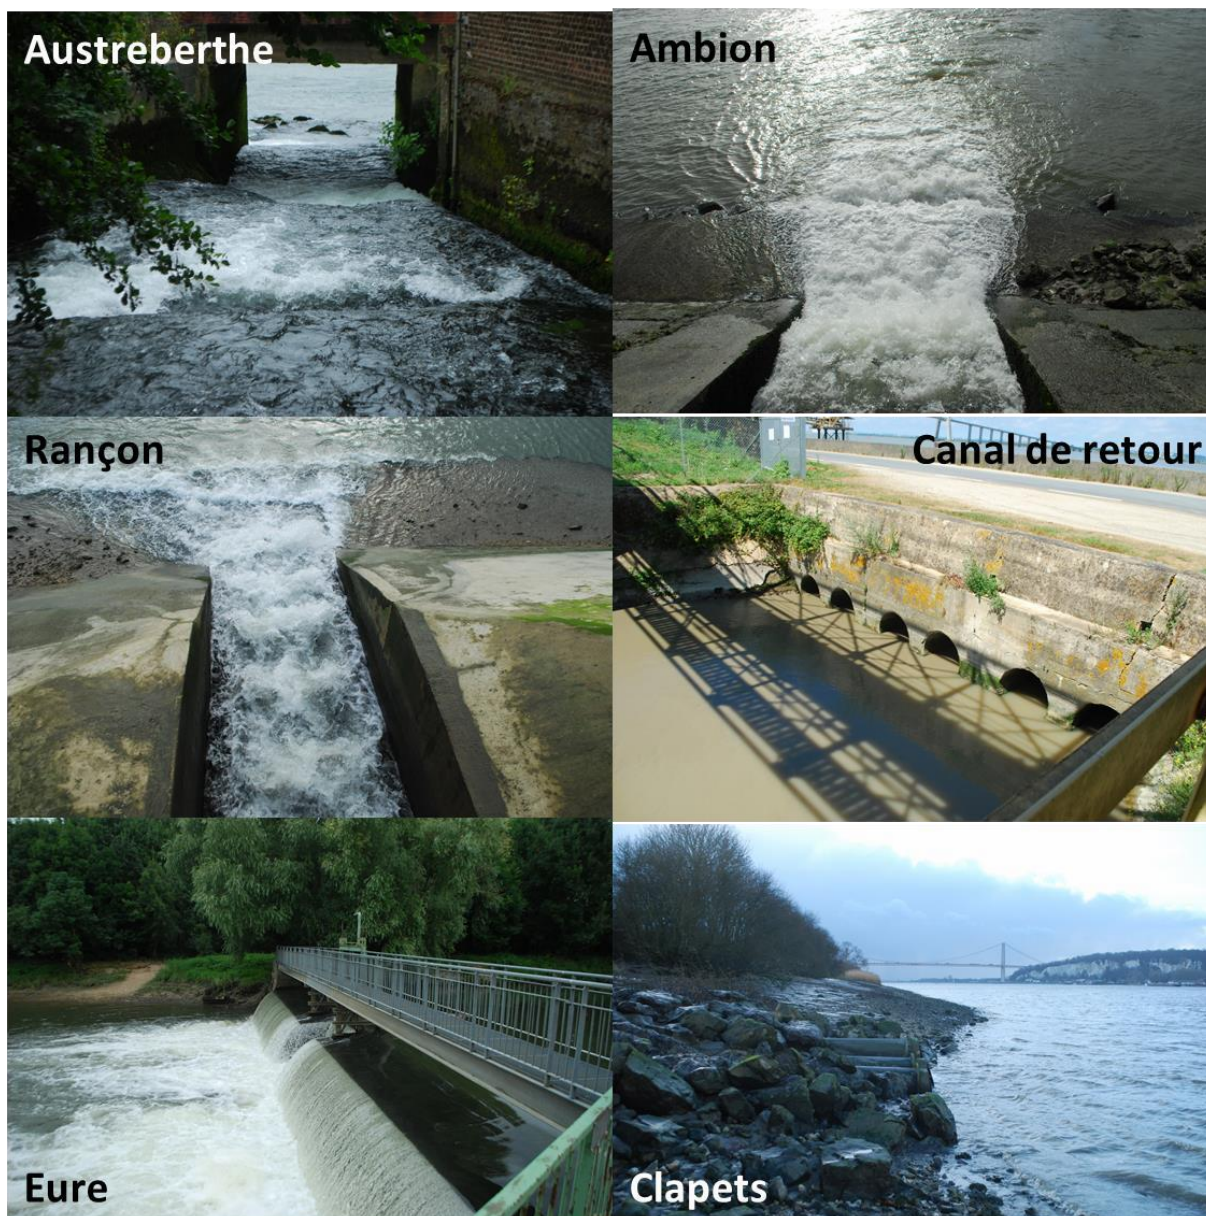 Austreberthe
Ambion
Rançon
Canal de retour
Eure
Clapets